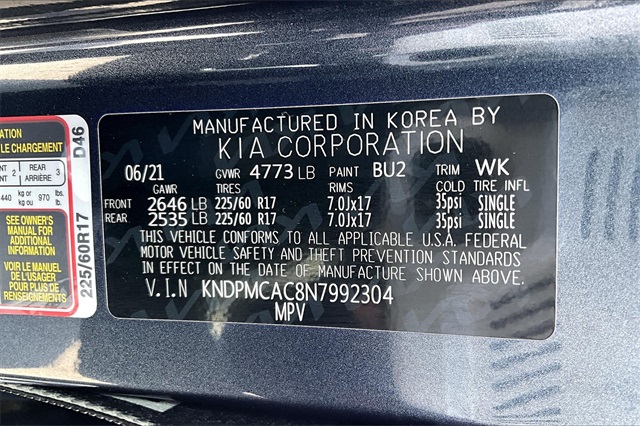 MANUFACTURED IN KOREA BY
KIA CORPORATION
06/21 GVWR 4773 LB PAINT BU2 TRIM WK
GAWR TIRES RIMS COLD TIRE INFL
FRONT 2646 LB 225/60 R17 7.0Jx17 35psi SINGLE
REAR 2535 LB 225/60 R17 7.0Jx17 35psi SINGLE
THIS VEHICLE CONFORMS TO ALL APPLICABLE U.S.A. FEDERAL
MOTOR VEHICLE SAFETY AND THEFT PREVENTION STANDARDS
IN EFFECT ON THE DATE OF MANUFACTURE SHOWN ABOVE.
V.I.N KNDPMCAC8N7992304
MPV
CHARGEMENT
2 REAR ARRIÈRE 3
440 kg or kg ou 970 lbs. lb.
SEE OWNER'S
MANUAL FOR
ADDITIONAL
INFORMATION
VOIR LE MANUEL
DE L'USAGER
POUR PLUS DE
RENSEIGNEMENTS
225/60R17 D46